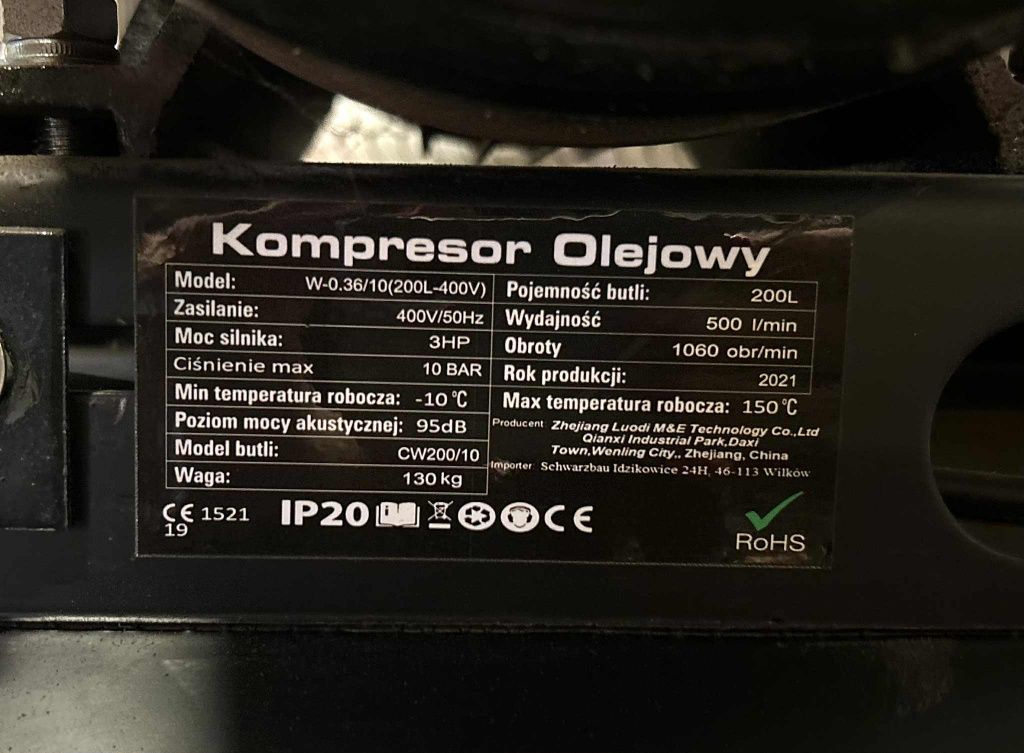 Kompresor Olejowy
Model: W-0.36/10(200L-400V)
Zasilanie: 400V/50Hz
Moc silnika: 3HP
Ciśnienie max 10 BAR
Min temperatura robocza: -10°C
Poziom mocy akustycznej: 95dB
Model butli: CW200/10
Waga: 130 kg
Pojemność butli: 200L
Wydajność 500 l/min
Obroty 1060 obr/min
Rok produkcji: 2021
Max temperatura robocza: 150°C
Producent Zhejiang Luodi M&E Technology Co.,Ltd
Qianxi Industrial Park,Daxi
Town,Wenling City,. Zhejiang, China
Importer Schwarzbau Idzikowice 24H, 46-113 Wilków
CE 1521
19
IP20
CE
RoHS